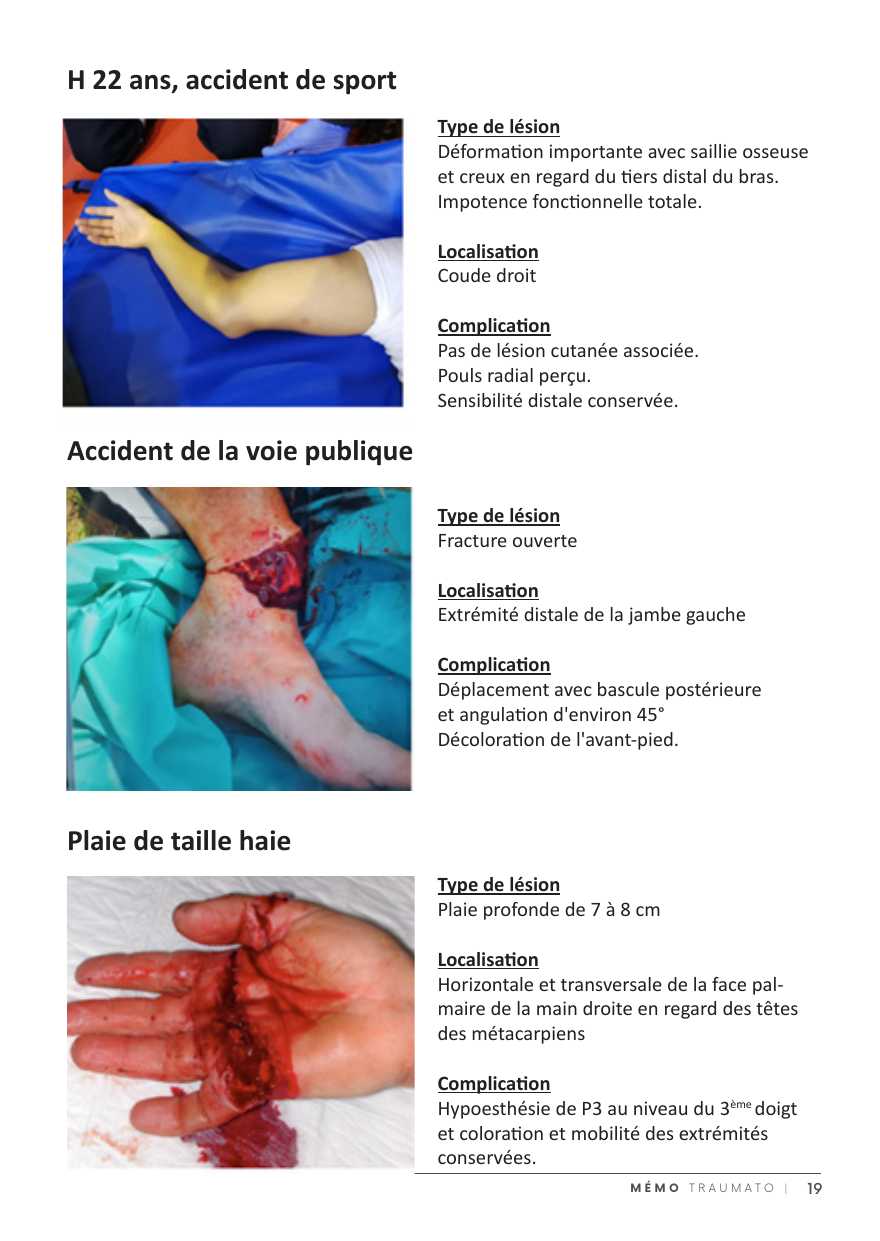 H 22 ans, accident de sport
Type de lésion
Déformation importante avec saillie osseuse
et creux en regard du tiers distal du bras.
Impotence fonctionnelle totale.
Localisation
Coude droit
Complication
Pas de lésion cutanée associée.
Pouls radial perçu.
Sensibilité distale conservée.
Accident de la voie publique
Type de lésion
Fracture ouverte
Localisation
Extrémité distale de la jambe gauche
Complication
Déplacement avec bascule postérieure
et angulation d'environ 45°
Décoloration de l'avant-pied.
Plaie de taille haie
Type de lésion
Plaie profonde de 7 à 8 cm
Localisation
Horizontale et transversale de la face pal-
maire de la main droite en regard des têtes
des métacarpiens
Complication
Hypoesthésie de P3 au niveau du 3ème doigt
et coloration et mobilité des extrémités
conservées.
MÉMO TRAUMATO | 19